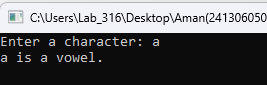 C:\Users\Lab_316\Desktop\Aman(241306050
Enter a character: a
a is a vowel.